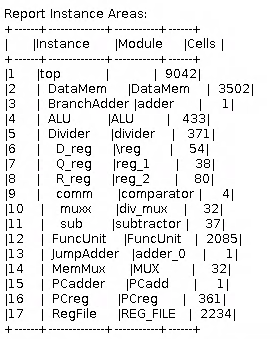 Report Instance Areas:
+------+--------------+------------+------+
|      |Instance      |Module      |Cells |
+------+--------------+------------+------+
|1     |top           |            |  9042|
|2     |  DataMem     |DataMem     |  3502|
|3     |  BranchAdder |adder       |     1|
|4     |  ALU         |ALU         |   433|
|5     |  Divider     |divider     |   371|
|6     |    D_reg     |\reg        |    54|
|7     |    Q_reg     |reg_1       |    38|
|8     |    R_reg     |reg_2       |    80|
|9     |    comm      |comparator  |     4|
|10    |    muxx      |div_mux     |    32|
|11    |    sub       |subtractor  |    37|
|12    |  FuncUnit    |FuncUnit    |  2085|
|13    |  JumpAdder   |adder_0     |     1|
|14    |  MemMux      |MUX         |    32|
|15    |  PCadder     |PCadd       |     1|
|16    |  PCreg       |PCreg       |   361|
|17    |  RegFile     |REG_FILE    |  2234|
+------+--------------+------------+------+